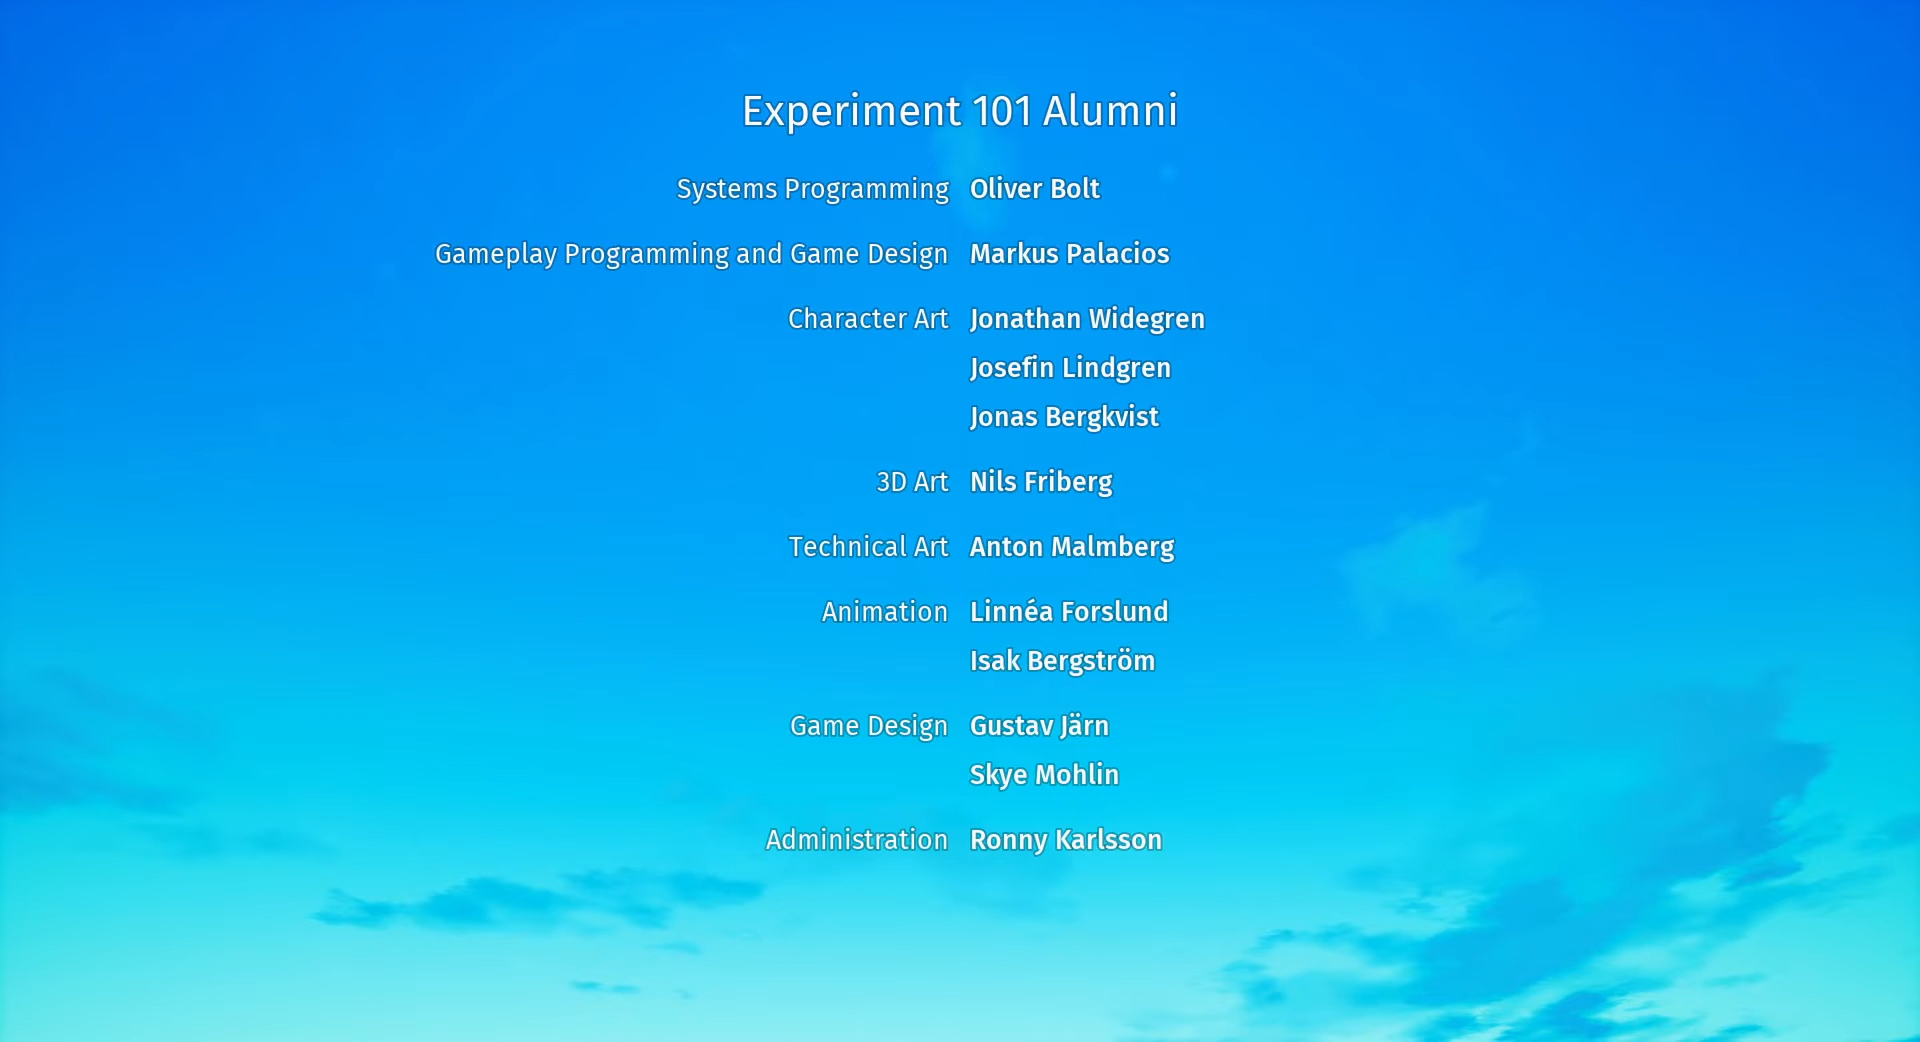 Experiment 101 Alumni
Systems Programming Oliver Bolt
Gameplay Programming and Game Design Markus Palacios
Character Art Jonathan Widegren
Josefin Lindgren
Jonas Bergkvist
3D Art Nils Friberg
Technical Art Anton Malmberg
Animation Linnéa Forslund
Isak Bergström
Game Design Gustav Järn
Skye Mohlin
Administration Ronny Karlsson